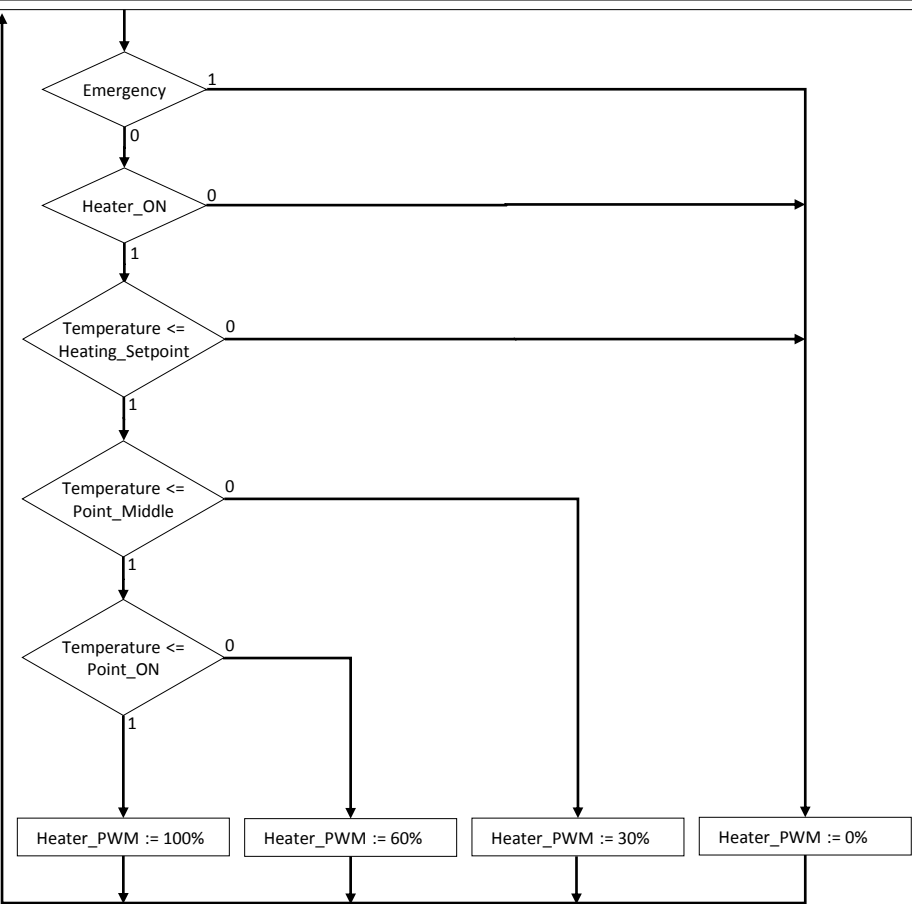 Emergency
1
0
Heater_ON
0
1
Temperature <=
Heating_Setpoint
0
1
Temperature <=
Point_Middle
0
1
Temperature <=
Point_ON
0
1
Heater_PWM := 100%
Heater_PWM := 60%
Heater_PWM := 30%
Heater_PWM := 0%